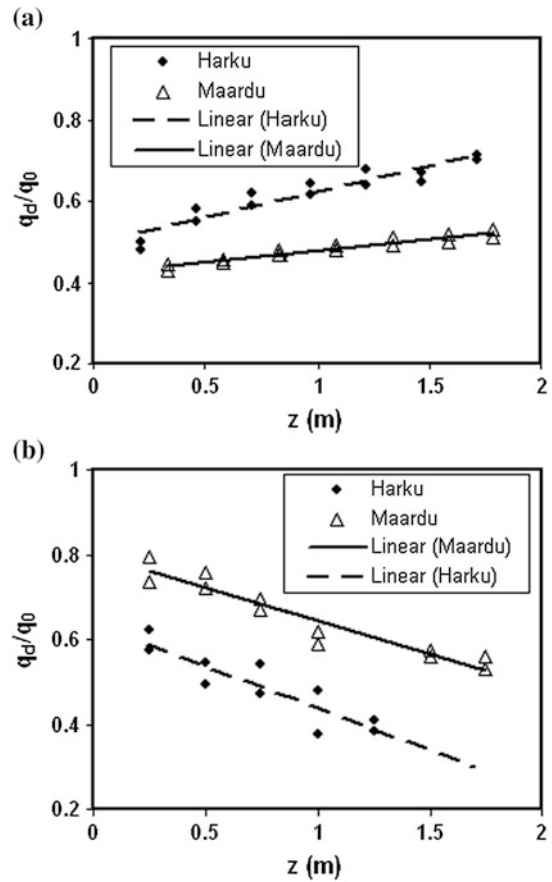 (a)
1
0.8
0.6
0.4
0.2
qd/q0
Harku
Maardu
Linear (Harku)
Linear (Maardu)
0
0.5
1
1.5
2
z (m)
(b)
1
0.8
0.6
0.4
0.2
qd/q0
Harku
Maardu
Linear (Maardu)
Linear (Harku)
0
0.5
1
1.5
2
z (m)